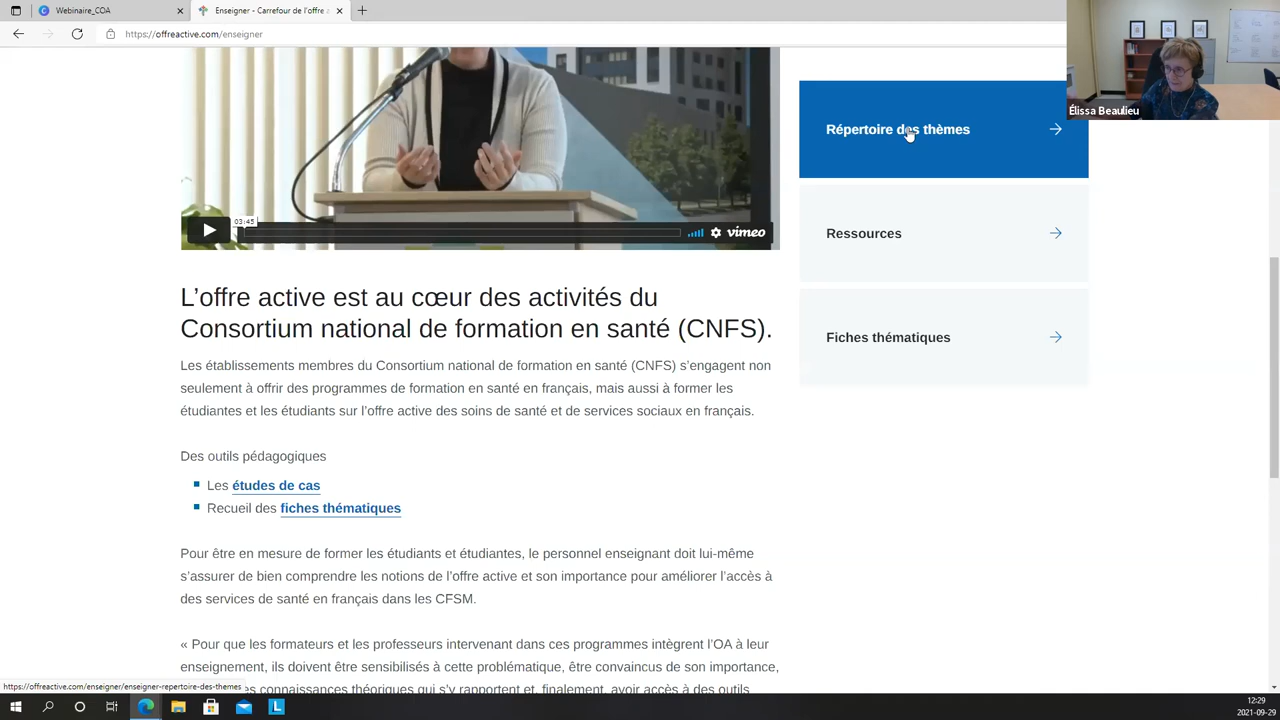 Webinaire_COA
Enseigner - Carrefour de l'offre a
https://offreactive.com/enseigner
Élissa Beaulieu
Répertoire des thèmes
Ressources
Fiches thématiques
03:45
vimeo
L'offre active est au cœur des activités du
Consortium national de formation en santé (CNFS).
Les établissements membres du Consortium national de formation en santé (CNFS) s'engagent non
seulement à offrir des programmes de formation en santé en français, mais aussi à former les
étudiantes et les étudiants sur l'offre active des soins de santé et de services sociaux en français.
Des outils pédagogiques
Les études de cas
Recueil des fiches thématiques
Pour être en mesure de former les étudiants et étudiantes, le personnel enseignant doit lui-même
s'assurer de bien comprendre les notions de l'offre active et son importance pour améliorer l'accès à
des services de santé en français dans les CFSM.
« Pour que les formateurs et les professeurs intervenant dans ces programmes intègrent l'OA à leur
enseignement, ils doivent être sensibilisés à cette problématique, être convaincus de son importance,
connaissances théoriques qui s'y rapportent et, finalement, avoir accès à des outils
https://offreactive.com/enseigner/enseigner-repertoire-des-themes
12:29
2021-09-29